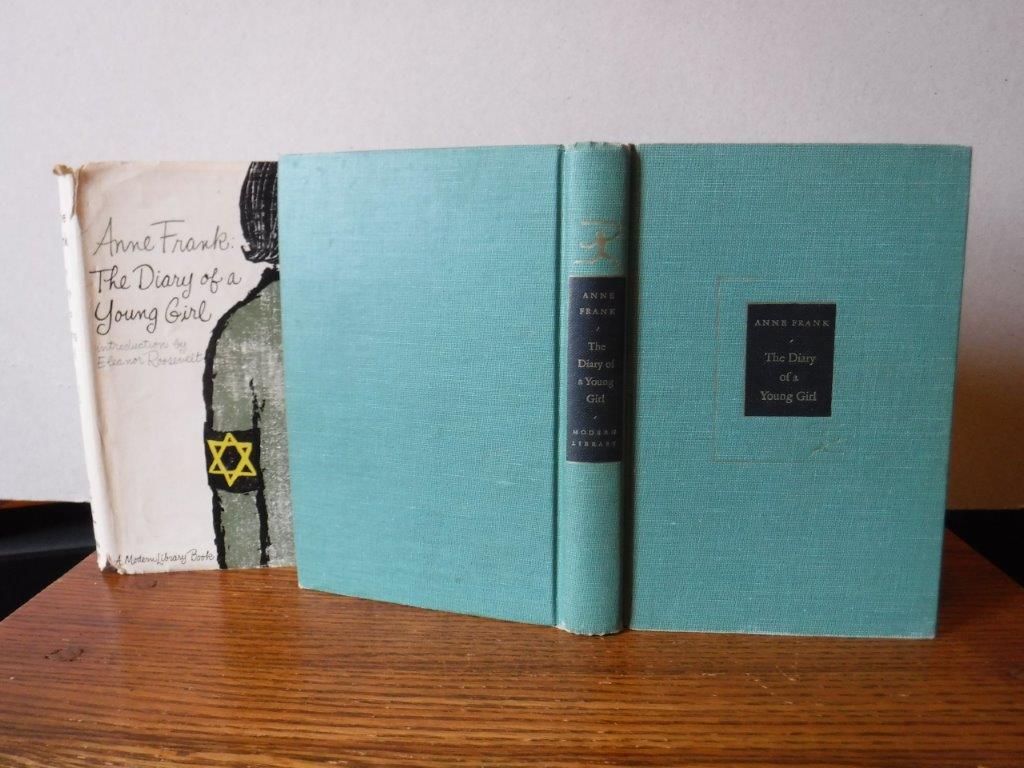 Anne Frank:
The Diary of a
Young Girl
introduction by
Eleanor Roosevelt
A Modern Library Book
ANNE
FRANK
The
Diary of
a Young
Girl
MODERN
LIBRARY
ANNE FRANK
The Diary
of a
Young Girl